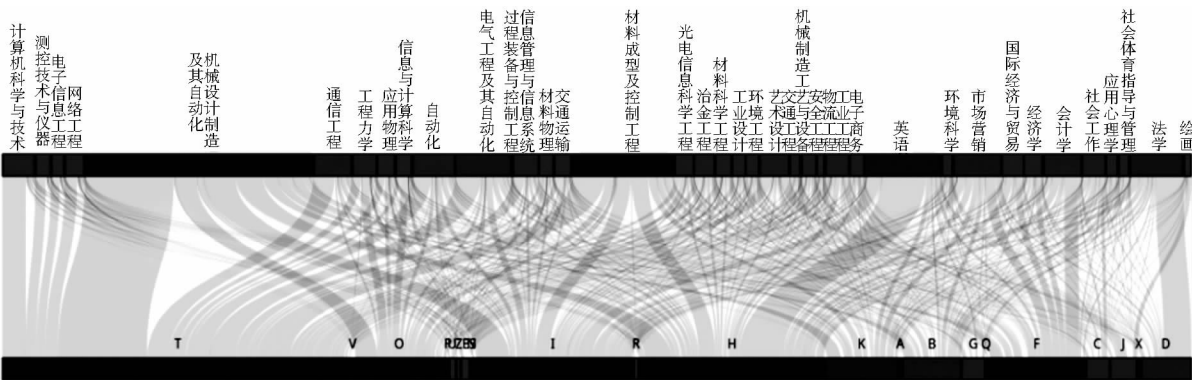 计算机科学与技术
测控技术与仪器
电子信息工程
网络工程
机械设计制造
及其自动化
通信工程
工程力学
应用物理
信息与计算科学
自动化
电气工程及其自动化
过程装备与控制工程
信息管理与信息系统
材料物理
交通运输
材料成型及控制工程
光电信息科学工程
冶金工程
材料科学工程
工业设计
环境工程
艺术设计
交通工程
机械制造工艺与设备
安全工程
物流工程
工业工程
电子商务
英语
环境科学
市场营销
国际经济与贸易
经济学
会计学
社会工作
应用心理学
社会体育指导与管理
法学
绘画
T V O I R H K A B G Q F C J X D